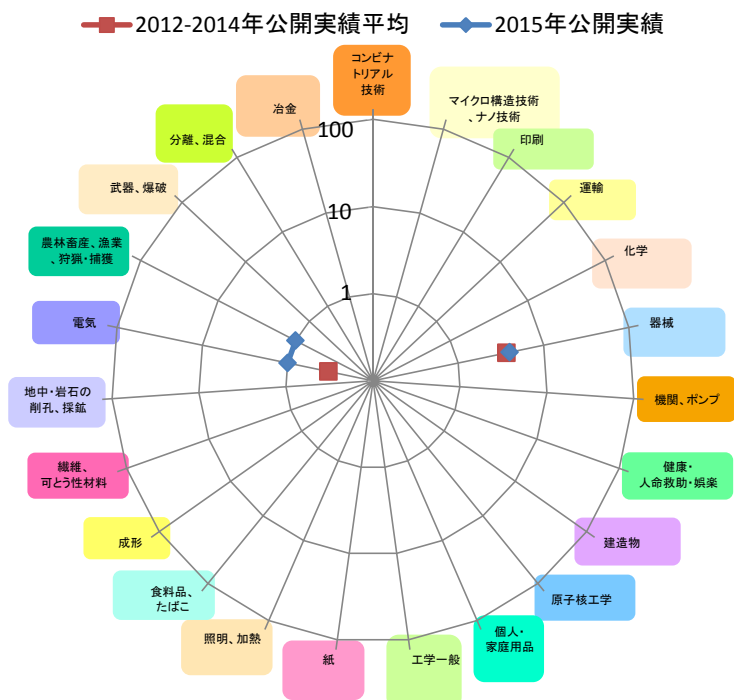 2012-2014年公開実績平均
2015年公開実績
コンビナ
トリアル
技術
マイクロ構造技術
、ナノ技術
印刷
運輸
化学
器械
機関、ポンプ
健康・
人命救助・娯楽
建造物
原子核工学
個人・
家庭用品
工学一般
紙
照明、加熱
食料品、
たばこ
成形
繊維、
可とう性材料
地中・岩石の
削孔、採鉱
電気
農林畜産、漁業
、狩猟・捕獲
武器、爆破
分離、混合
冶金
100
10
1